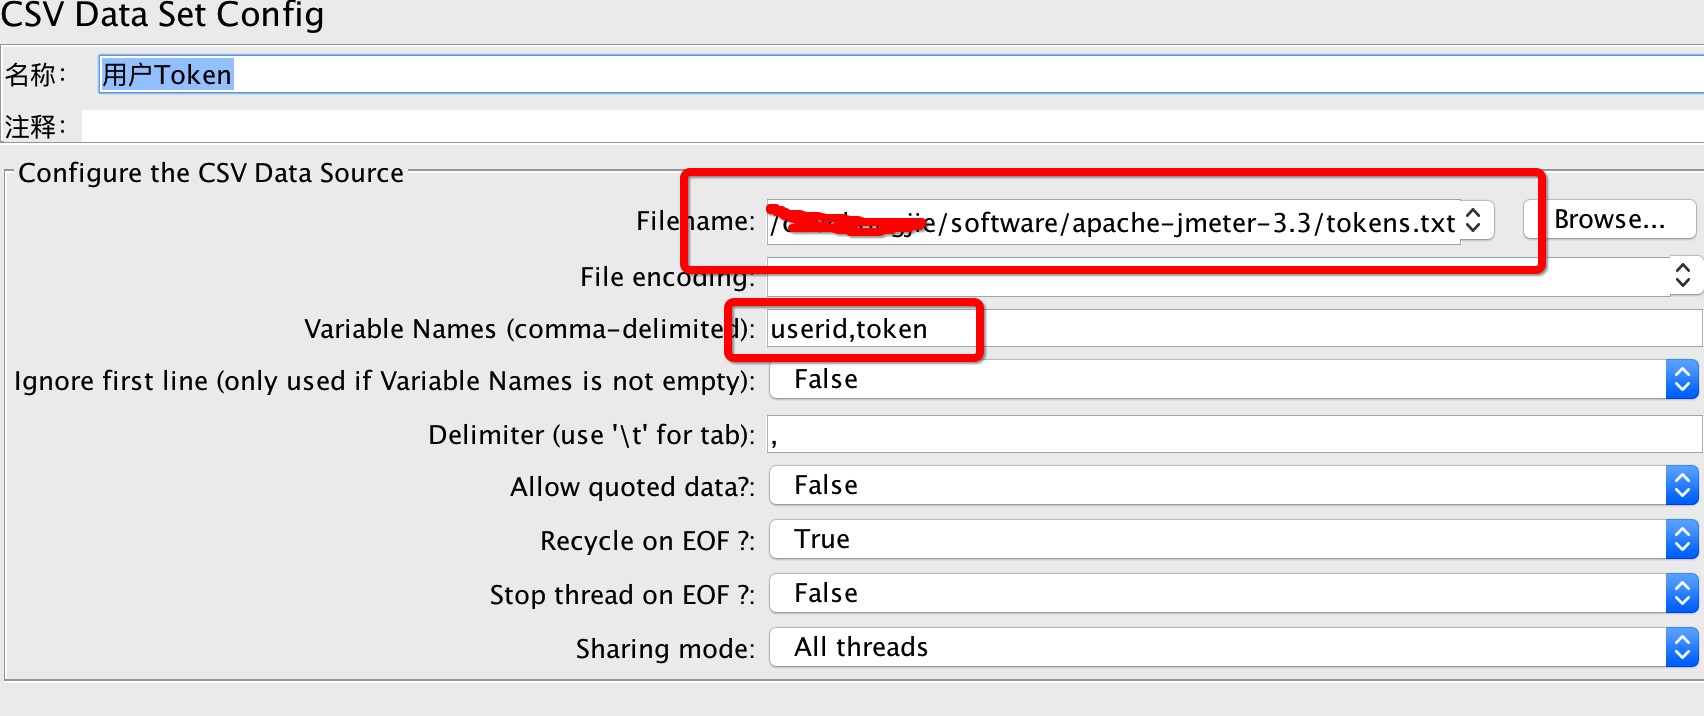 CSV Data Set Config
名称： 用户Token
注释：
Configure the CSV Data Source
Filename: /software/apache-jmeter-3.3/tokens.txt Browse...
File encoding:
Variable Names (comma-delimited): userid,token
Ignore first line (only used if Variable Names is not empty): False
Delimiter (use '\t' for tab): ,
Allow quoted data?: False
Recycle on EOF ?: True
Stop thread on EOF ?: False
Sharing mode: All threads